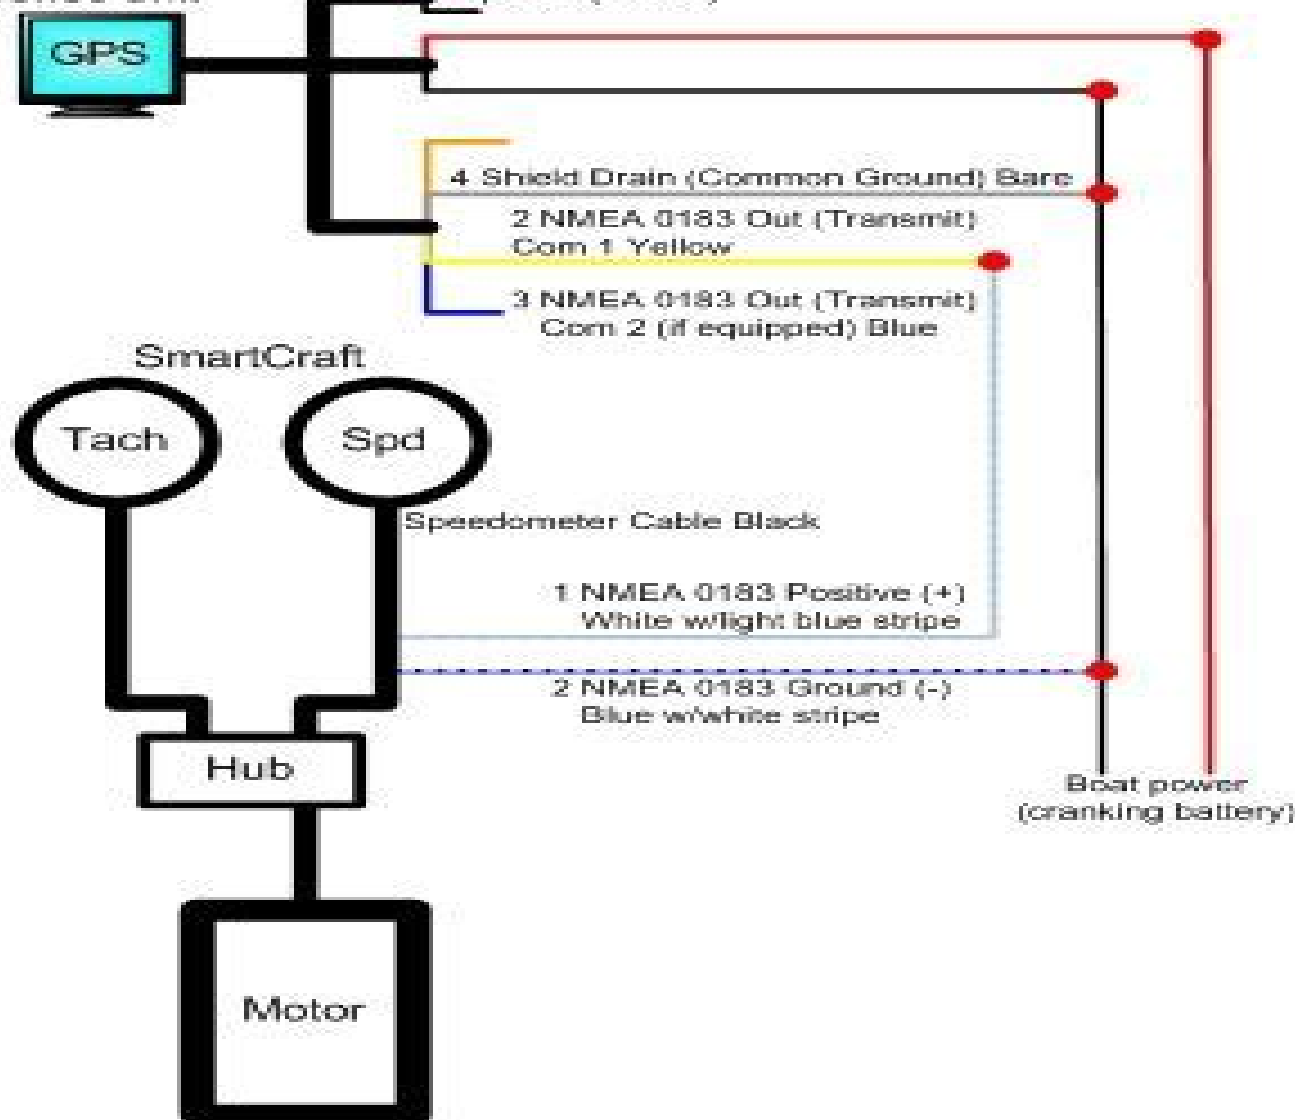 GPS
4 Shield Drain (Common Ground) Bare
2 NMEA 0183 Out (Transmit)
Com 1 Yellow
3 NMEA 0183 Out (Transmit)
Com 2 (if equipped) Blue
SmartCraft
Tach
Spd
Speedometer Cable Black
1 NMEA 0183 Positive (+)
White w/light blue stripe
2 NMEA 0183 Ground (-)
Blue w/white stripe
Hub
Boat power
(cranking battery)
Motor